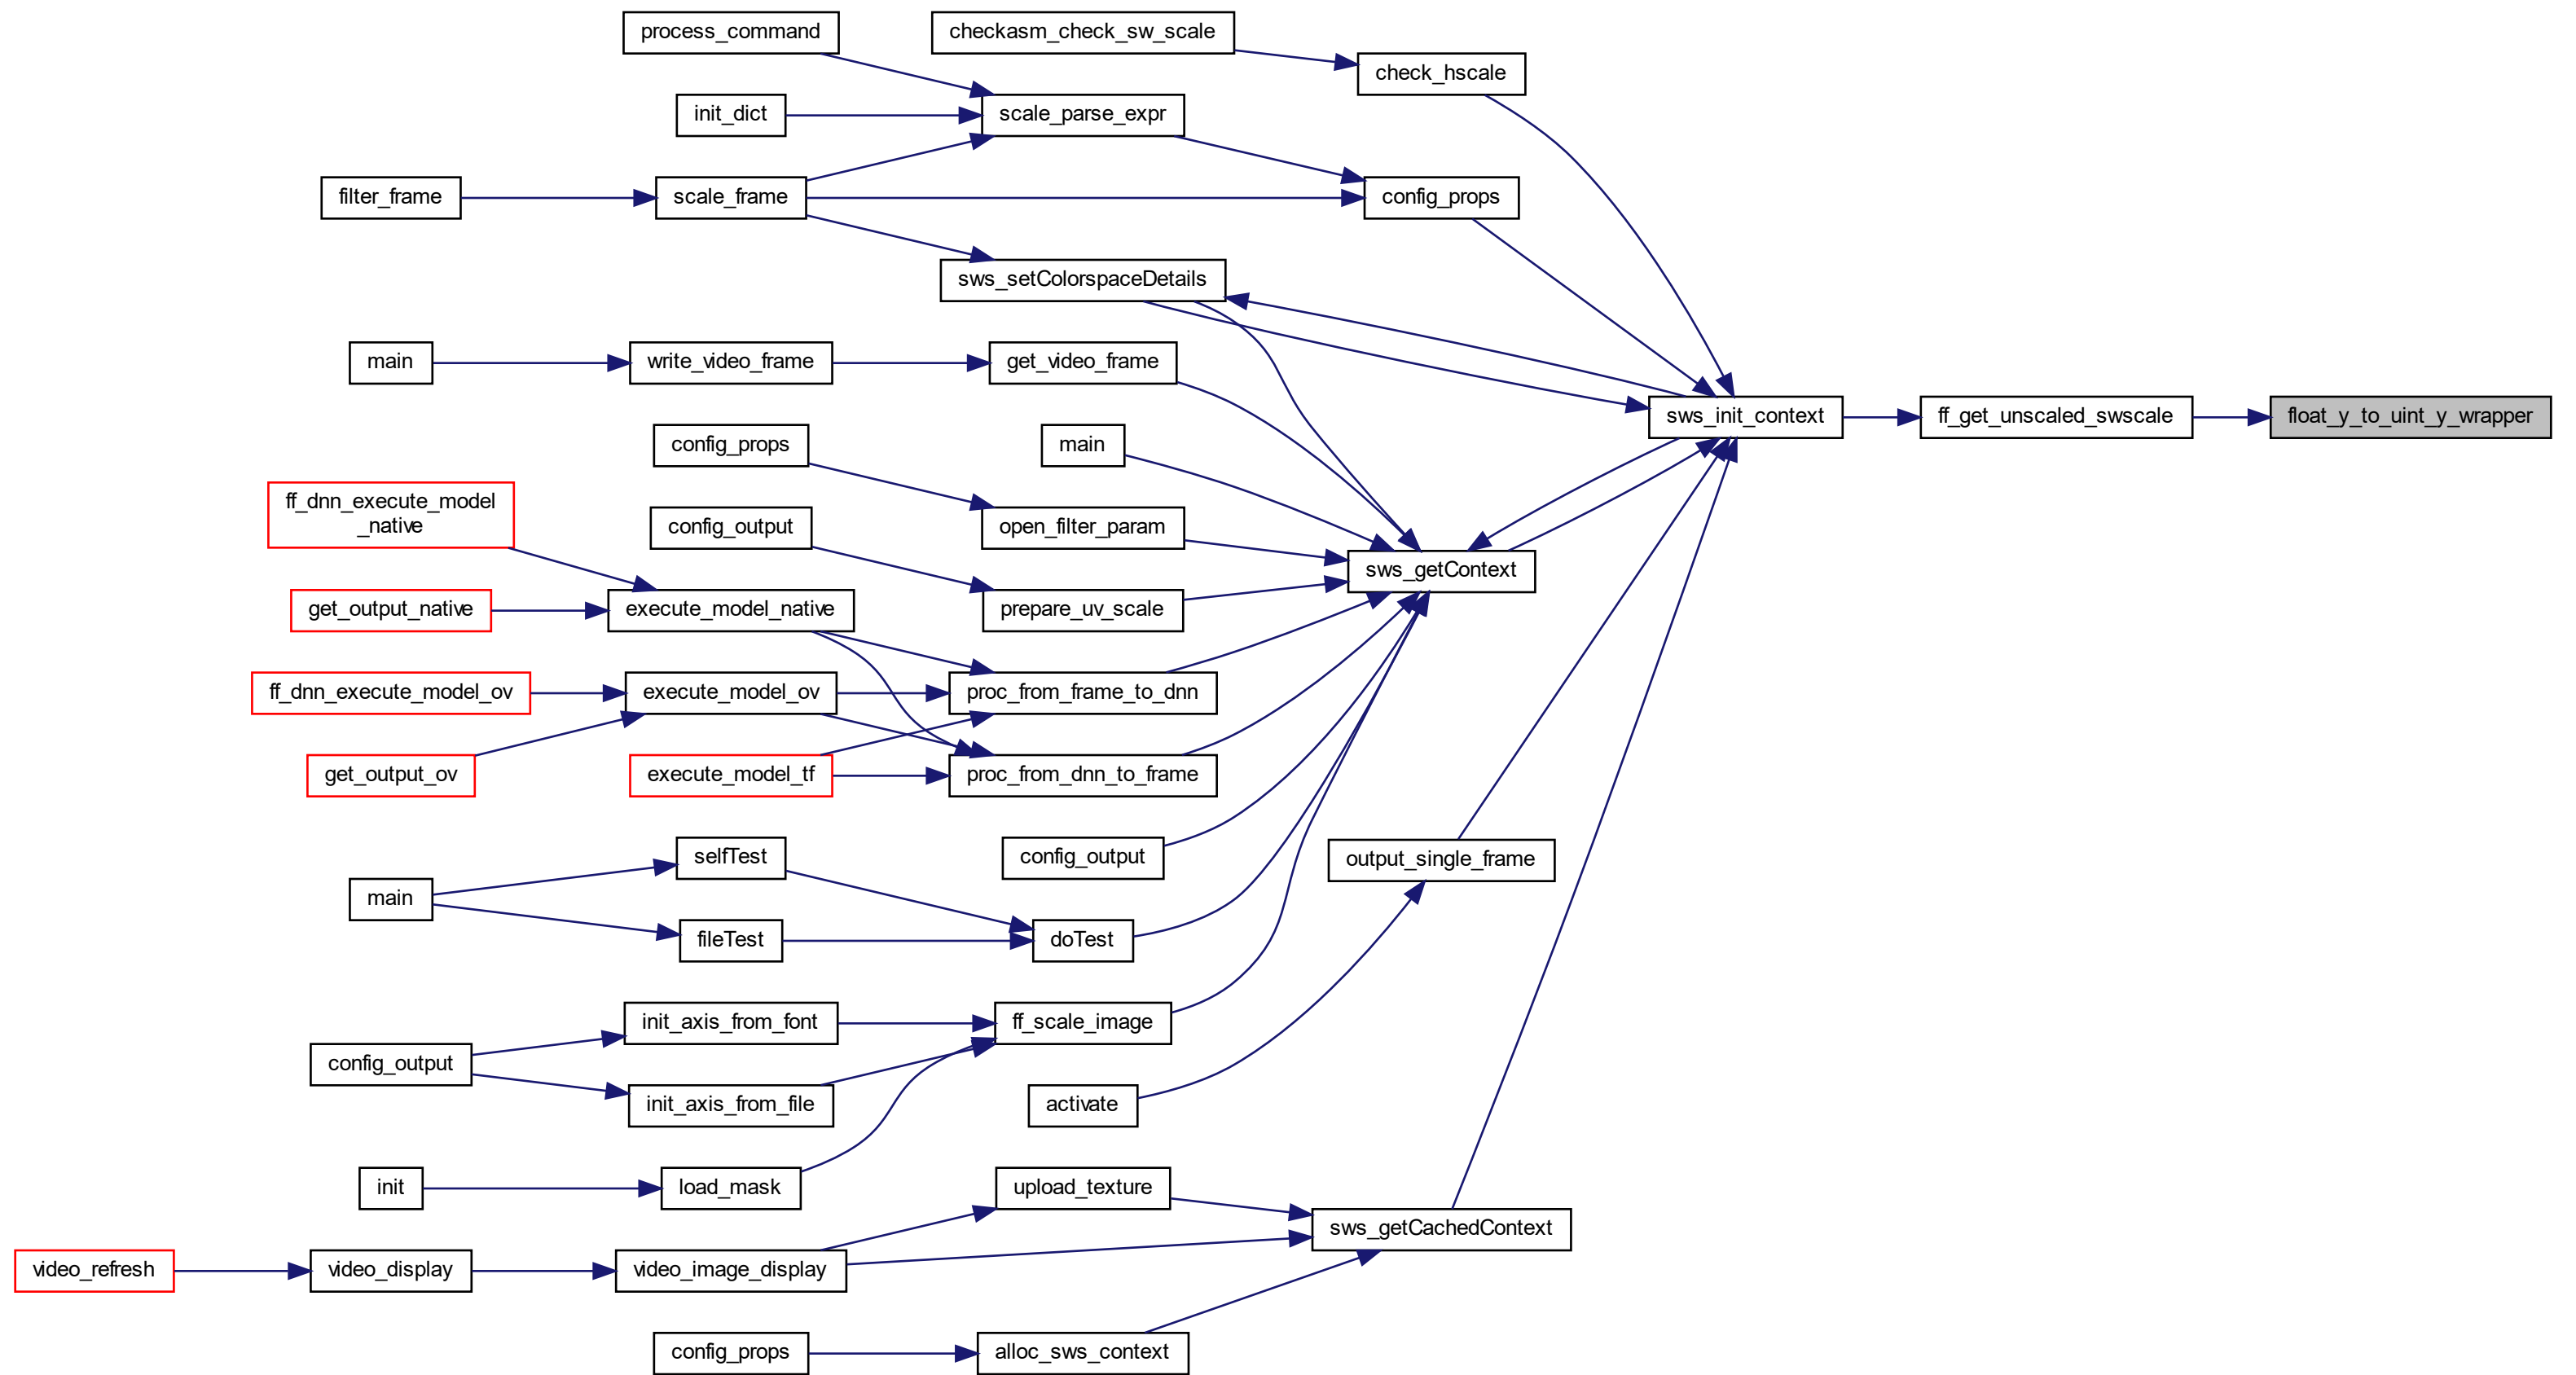 process_command
checkasm_check_sw_scale
check_hscale
init_dict
scale_parse_expr
filter_frame
scale_frame
config_props
sws_setColorspaceDetails
main
write_video_frame
get_video_frame
sws_init_context
ff_get_unscaled_swscale
float_y_to_uint_y_wrapper
config_props
main
ff_dnn_execute_model
_native
config_output
open_filter_param
sws_getContext
get_output_native
execute_model_native
prepare_uv_scale
ff_dnn_execute_model_ov
execute_model_ov
proc_from_frame_to_dnn
get_output_ov
execute_model_tf
proc_from_dnn_to_frame
selfTest
config_output
output_single_frame
main
fileTest
doTest
init_axis_from_font
ff_scale_image
config_output
init_axis_from_file
activate
init
load_mask
upload_texture
sws_getCachedContext
video_refresh
video_display
video_image_display
config_props
alloc_sws_context